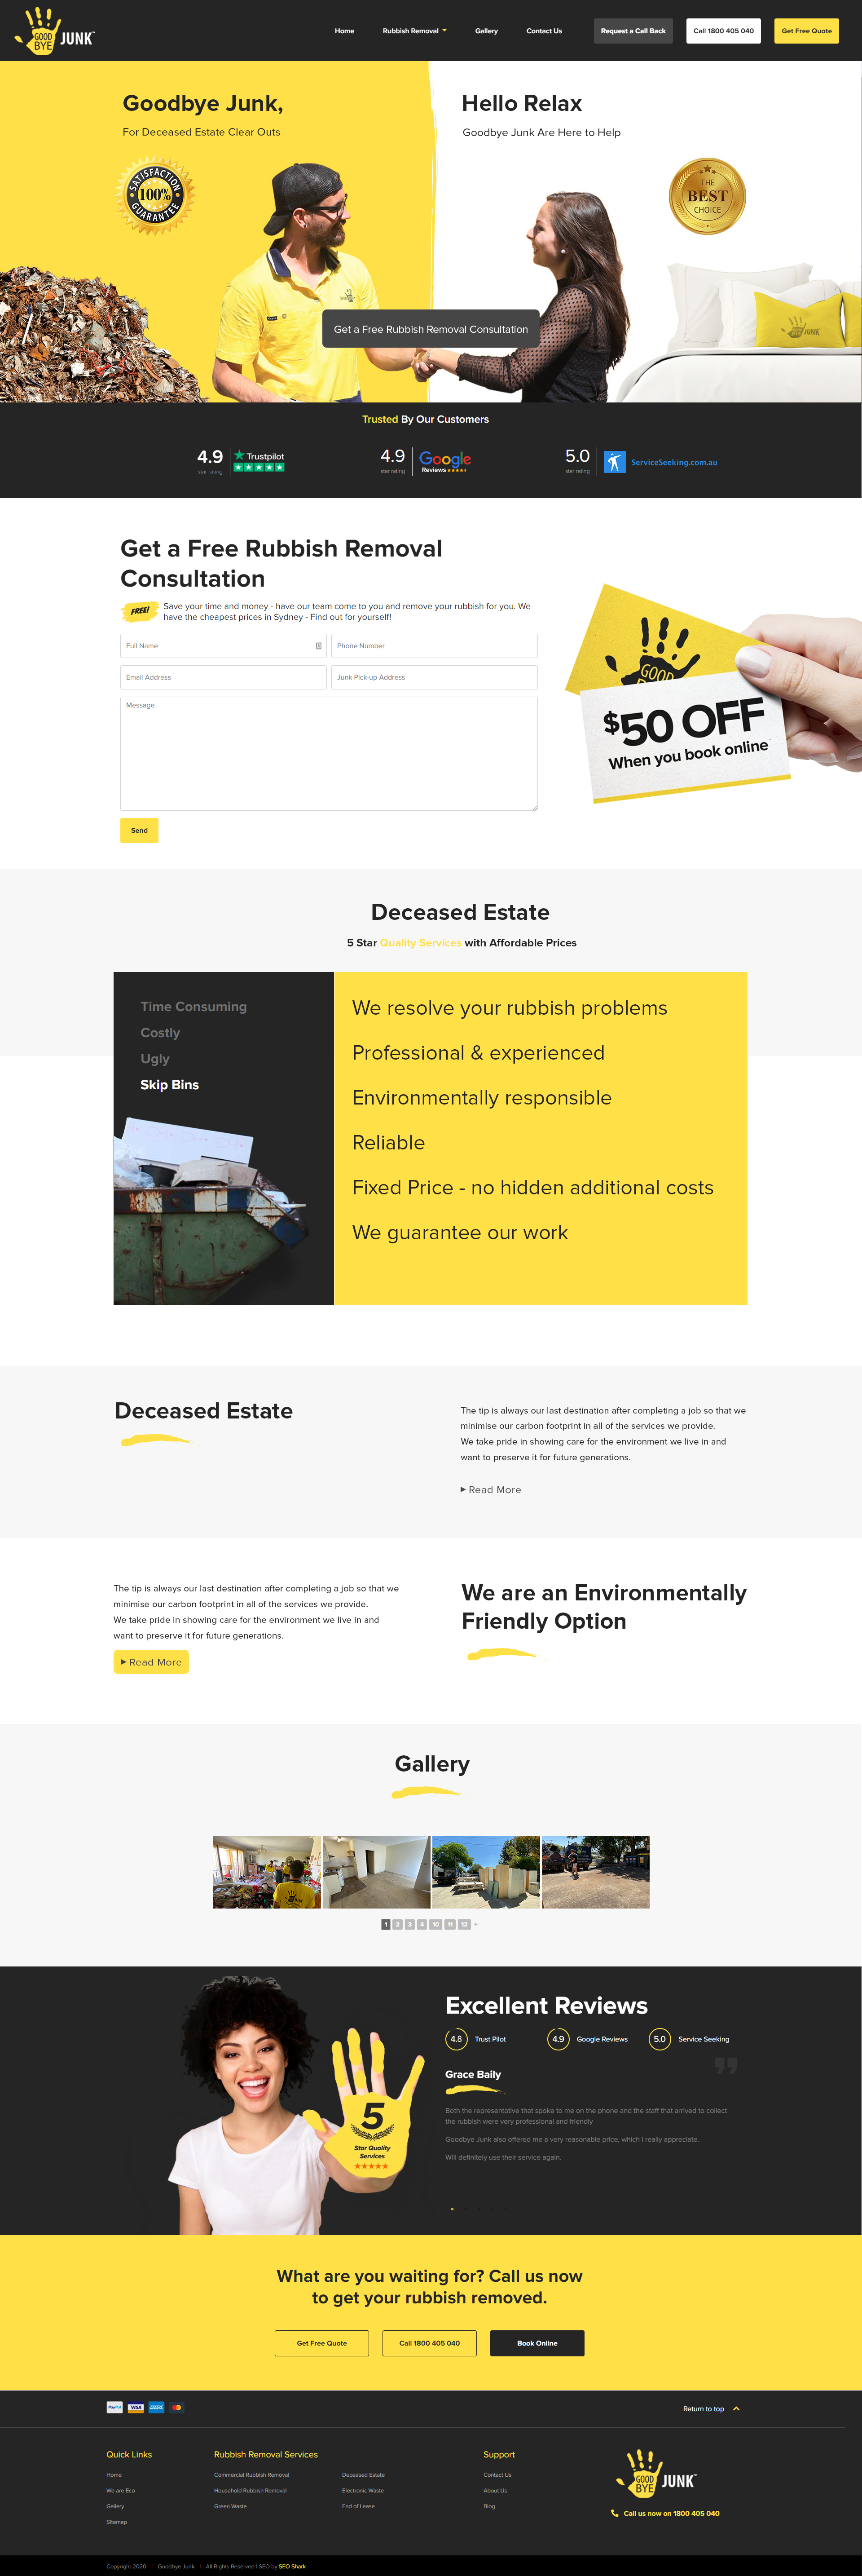 GOOD
BYE JUNK™
Home
Rubbish Removal
Gallery
Contact Us
Request a Call Back
Call 1800 405 040
Get Free Quote
Goodbye Junk,
For Deceased Estate Clear Outs
Hello Relax
Goodbye Junk Are Here to Help
SATISFACTION
100%
GUARANTEE
THE
BEST
CHOICE
JUNK
Get a Free Rubbish Removal Consultation
Trusted By Our Customers
4.9
star rating
Trustpilot
4.9
star rating
Google
Reviews
5.0
star rating
ServiceSeeking.com.au
Get a Free Rubbish Removal
Consultation
FREE!
Save your time and money - have our team come to you and remove your rubbish for you. We
have the cheapest prices in Sydney - Find out for yourself!
Full Name
Phone Number
Email Address
Junk Pick-up Address
Message
Send
GOOD
$50 OFF
When you book online
Deceased Estate
5 Star Quality Services with Affordable Prices
Time Consuming
Costly
Ugly
Skip Bins
We resolve your rubbish problems
Professional & experienced
Environmentally responsible
Reliable
Fixed Price - no hidden additional costs
We guarantee our work
Deceased Estate
The tip is always our last destination after completing a job so that we
minimise our carbon footprint in all of the services we provide.
We take pride in showing care for the environment we live in and
want to preserve it for future generations.
Read More
The tip is always our last destination after completing a job so that we
minimise our carbon footprint in all of the services we provide.
We take pride in showing care for the environment we live in and
want to preserve it for future generations.
Read More
We are an Environmentally
Friendly Option
Gallery
1 2 3 4 10 11 12 »
Excellent Reviews
4.8 Trust Pilot
4.9 Google Reviews
5.0 Service Seeking
Grace Baily
Both the representative that spoke to me on the phone and the staff that arrived to collect
the rubbish were very professional and friendly
Goodbye Junk also offered me a very reasonable price, which i really appreciate.
Will definitely use their service again.
5
Star Quality
Services
What are you waiting for? Call us now
to get your rubbish removed.
Get Free Quote
Call 1800 405 040
Book Online
PayPal
VISA
Return to top
Quick Links
Home
We are Eco
Gallery
Sitemap
Rubbish Removal Services
Commercial Rubbish Removal
Household Rubbish Removal
Green Waste
Deceased Estate
Electronic Waste
End of Lease
Support
Contact Us
About Us
Blog
GOOD
BYE JUNK™
Call us now on 1800 405 040
Copyright 2020 | Goodbye Junk | All Rights Reserved | SEO by SEO Shark